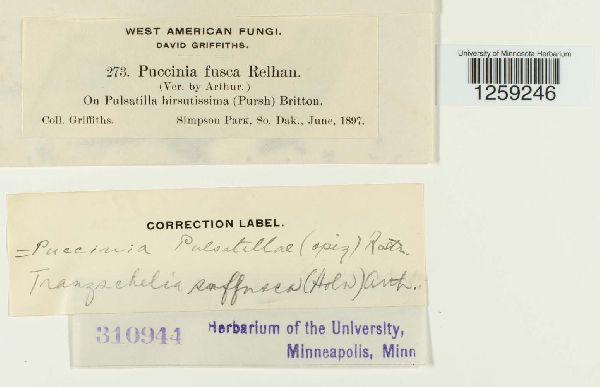 WEST AMERICAN FUNGI.
DAVID GRIFFITHS.
273. Puccinia fusca Relhan.
(Ver. by Arthur.)
On Pulsatilla hirsutissima (Pursh) Britton.
Coll. Griffiths. Simpson Park, So. Dak., June, 1897.
University of Minnesota Herbarium
1259246
CORRECTION LABEL.
=Puccinia Pulsatillae (opiz) Rostr.
Tranzschelia suffusca (Holw) Arth.
310944 Herbarium of the University,
Minneapolis, Minn